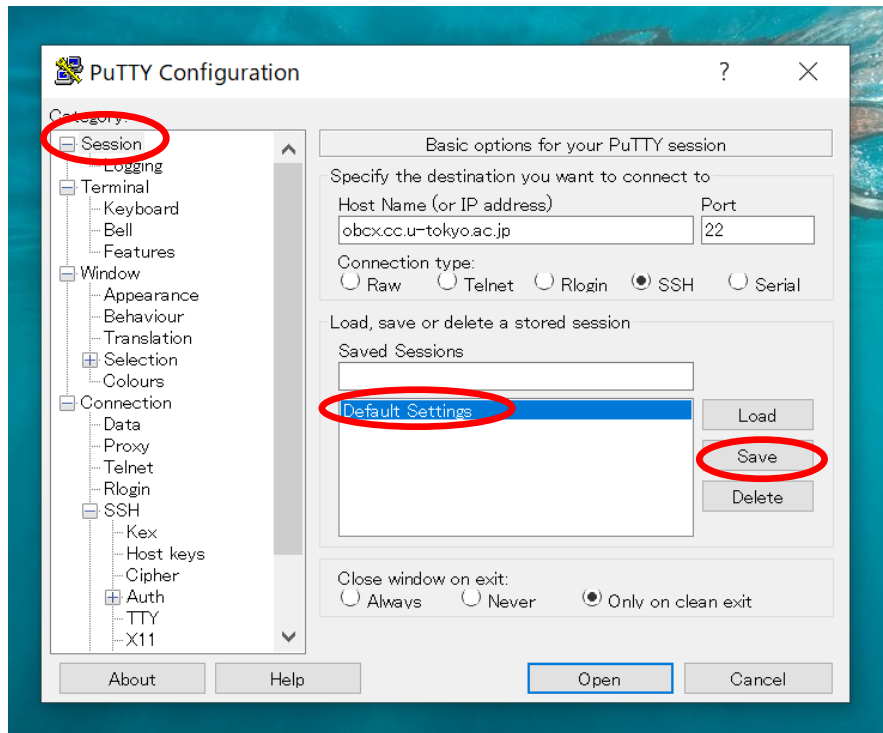 PuTTY Configuration
?
Category:
Session
Logging
Terminal
Keyboard
Bell
Features
Window
Appearance
Behaviour
Translation
Selection
Colours
Connection
Data
Proxy
Telnet
Rlogin
SSH
Kex
Host keys
Cipher
Auth
TTY
X11
Basic options for your PuTTY session
Specify the destination you want to connect to
Host Name (or IP address) Port
obcx.cc.u-tokyo.ac.jp 22
Connection type:
Raw Telnet Rlogin SSH Serial
Load, save or delete a stored session
Saved Sessions
Default Settings
Load
Save
Delete
Close window on exit:
Always Never Only on clean exit
About Help Open Cancel